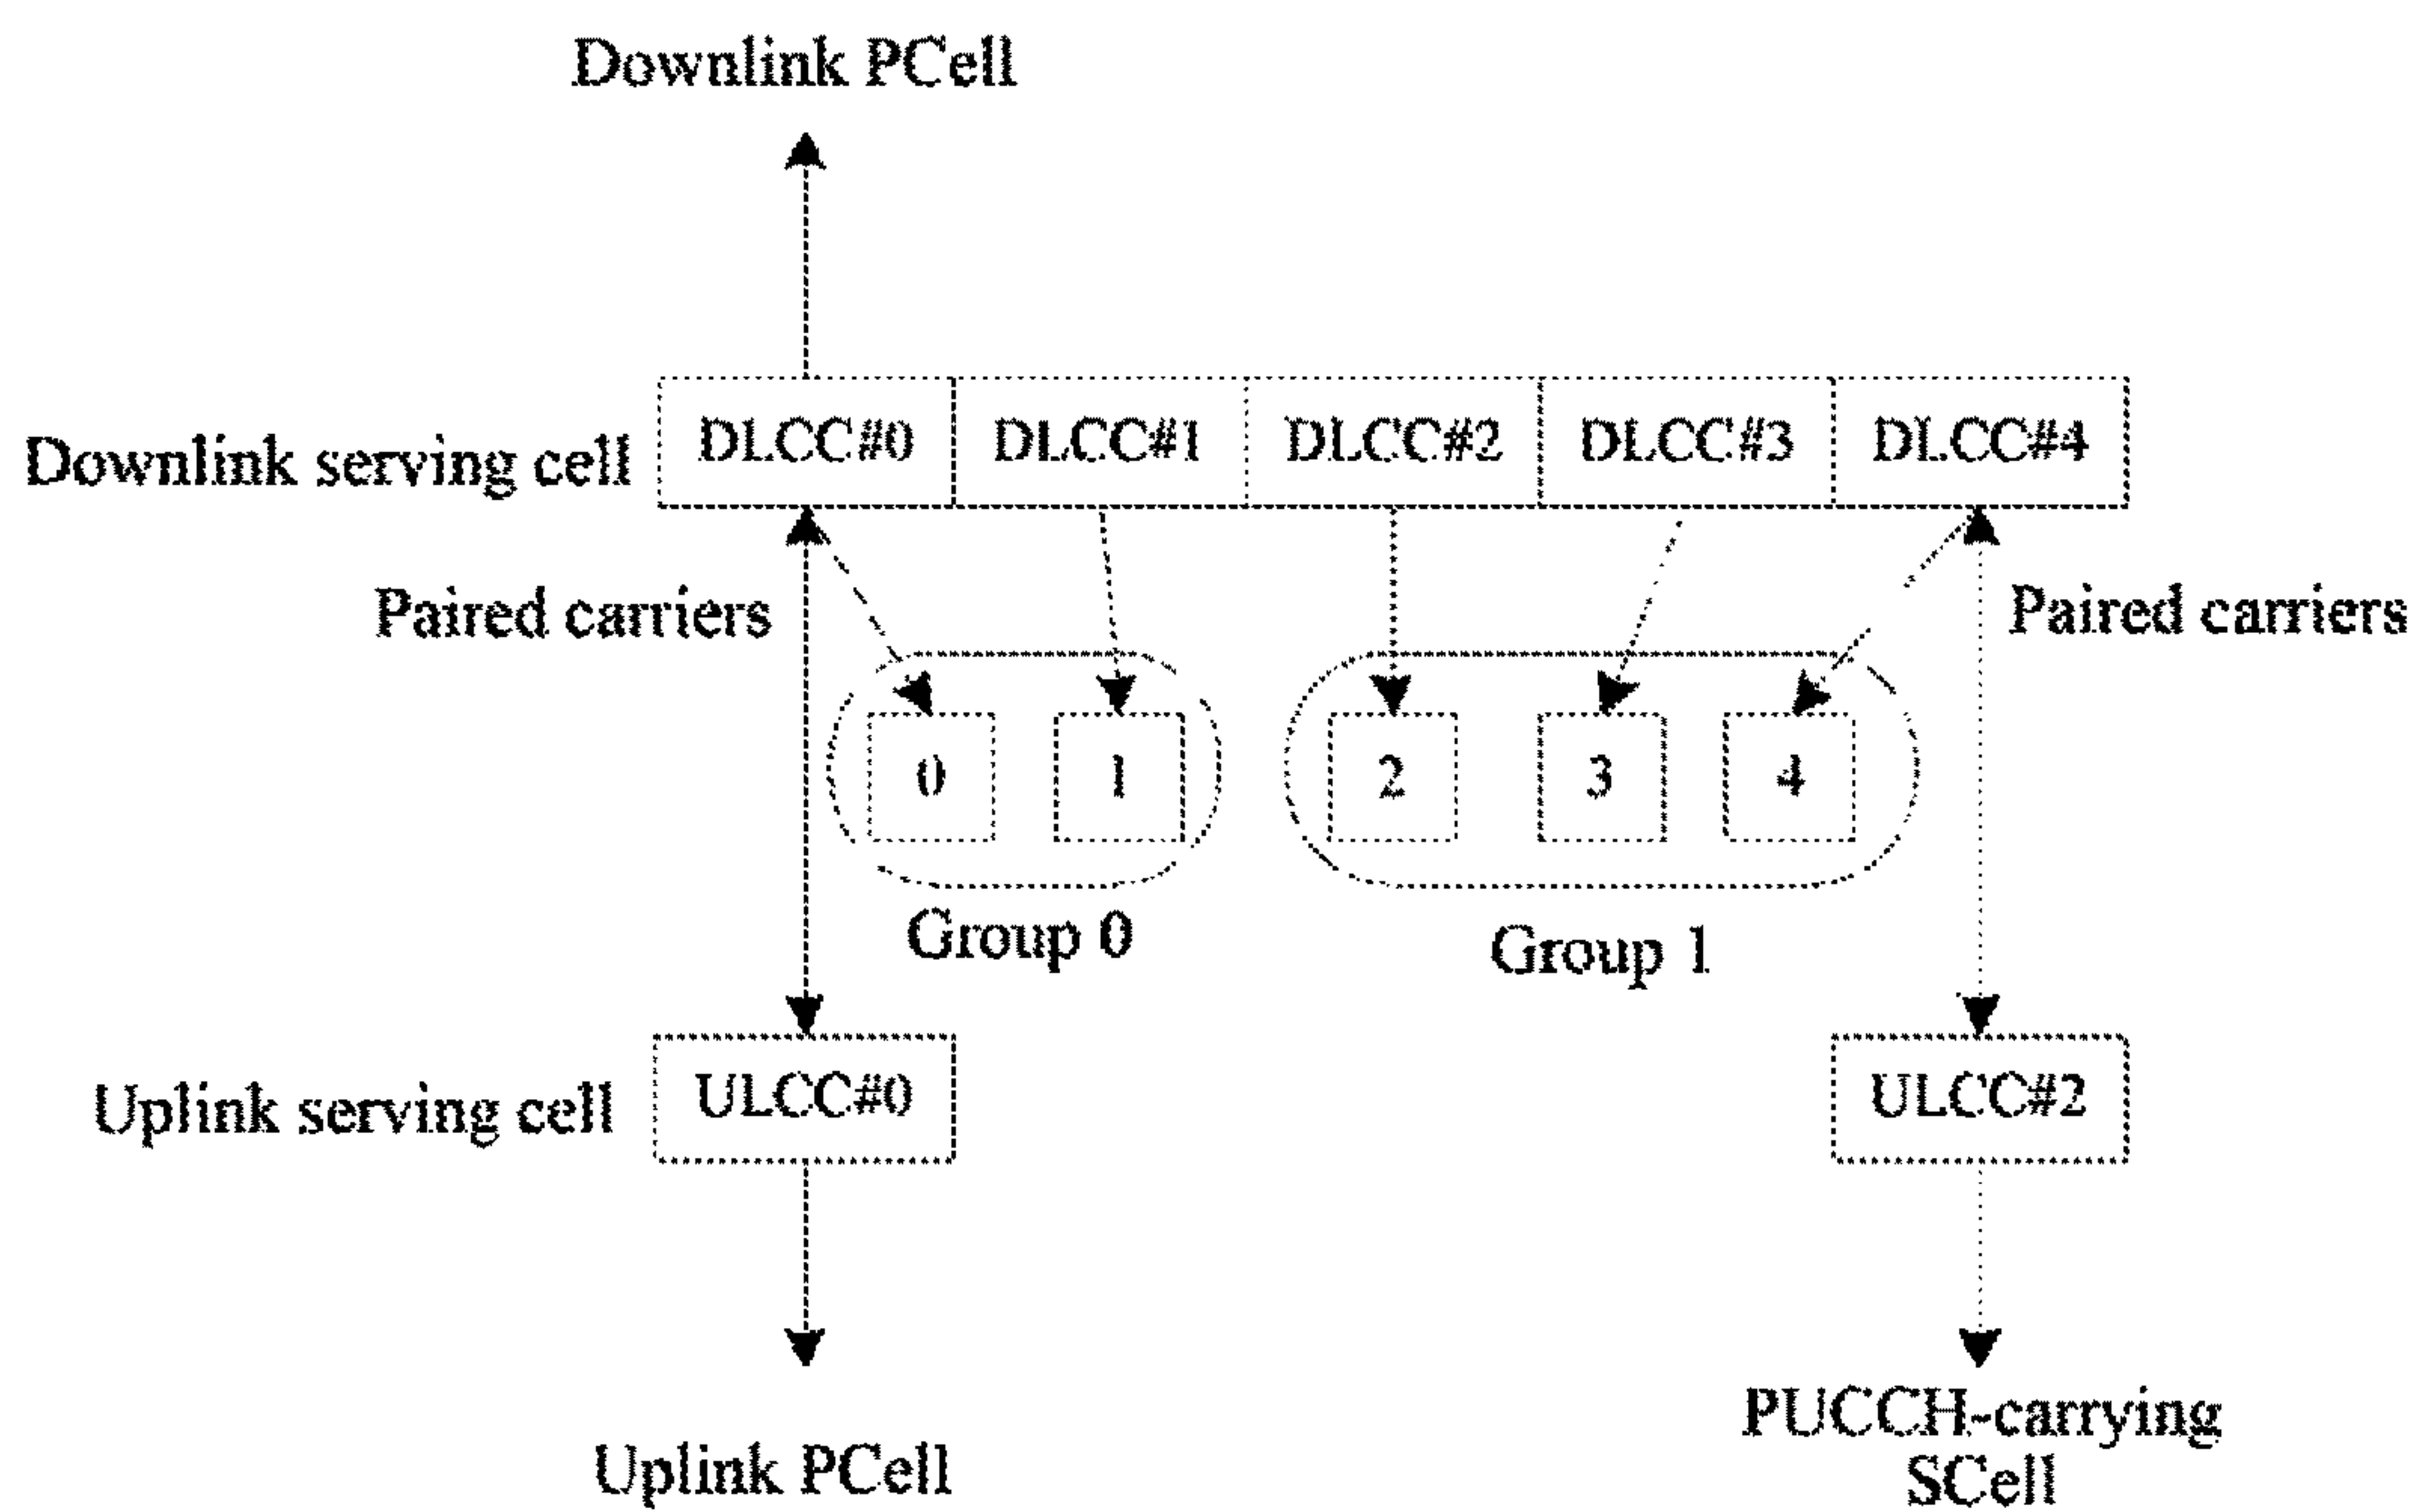 Downlink PCell
Downlink serving cell
DLCC#0
DLCC#1
DLCC#2
DLCC#3
DLCC#4
Paired carriers
Paired carriers
0
1
2
3
4
Group 0
Group 1
Uplink serving cell
ULCC#0
ULCC#2
Uplink PCell
PUCCH-carrying
SCell